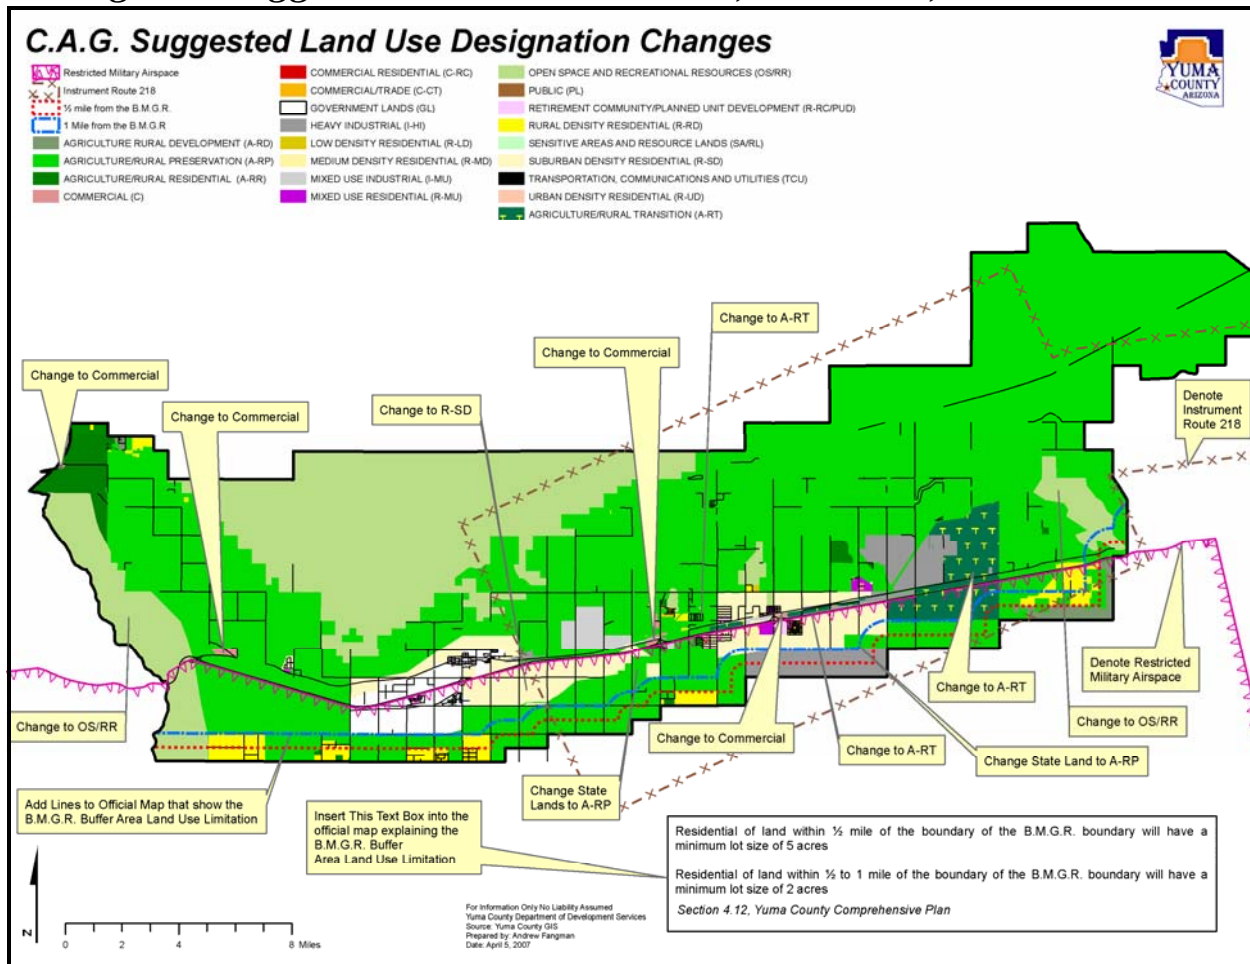 C.A.G. Suggested Land Use Designation Changes
Restricted Military Airspace
Instrument Route 218
½ mile from the B.M.G.R.
1 Mile from the B.M.G.R
AGRICULTURE RURAL DEVELOPMENT (A-RD)
AGRICULTURE/RURAL PRESERVATION (A-RP)
AGRICULTURE/RURAL RESIDENTIAL (A-RR)
COMMERCIAL (C)
COMMERCIAL RESIDENTIAL (C-RC)
COMMERCIAL/TRADE (C-CT)
GOVERNMENT LANDS (GL)
HEAVY INDUSTRIAL (I-HI)
LOW DENSITY RESIDENTIAL (R-LD)
MEDIUM DENSITY RESIDENTIAL (R-MD)
MIXED USE INDUSTRIAL (I-MU)
MIXED USE RESIDENTIAL (R-MU)
OPEN SPACE AND RECREATIONAL RESOURCES (OS/RR)
PUBLIC (PL)
RETIREMENT COMMUNITY/PLANNED UNIT DEVELOPMENT (R-RC/PUD)
RURAL DENSITY RESIDENTIAL (R-RD)
SENSITIVE AREAS AND RESOURCE LANDS (SA/RL)
SUBURBAN DENSITY RESIDENTIAL (R-SD)
TRANSPORTATION, COMMUNICATIONS AND UTILITIES (TCU)
URBAN DENSITY RESIDENTIAL (R-UD)
AGRICULTURE/RURAL TRANSITION (A-RT)
YUMA
COUNTY
ARIZONA
Change to A-RT
Change to Commercial
Change to Commercial
Change to Commercial
Change to R-SD
Denote
Instrument
Route 218
Denote Restricted
Military Airspace
Change to A-RT
Change to OS/RR
Change to OS/RR
Change to Commercial
Change to A-RT
Change State Land to A-RP
Change State
Lands to A-RP
Add Lines to Official Map that show the
B.M.G.R. Buffer Area Land Use Limitation
Insert This Text Box into the
official map explaining the
B.M.G.R. Buffer
Area Land Use Limitation
Residential of land within ½ mile of the boundary of the B.M.G.R. boundary will have a
minimum lot size of 5 acres
Residential of land within ½ to 1 mile of the boundary of the B.M.G.R. boundary will have a
minimum lot size of 2 acres
Section 4.12, Yuma County Comprehensive Plan
For Information Only No Liability Assumed
Yuma County Department of Development Services
Source: Yuma County GIS
Prepared by: Andrew Fangman
Date: April 5, 2007
N
0 2 4 8 Miles